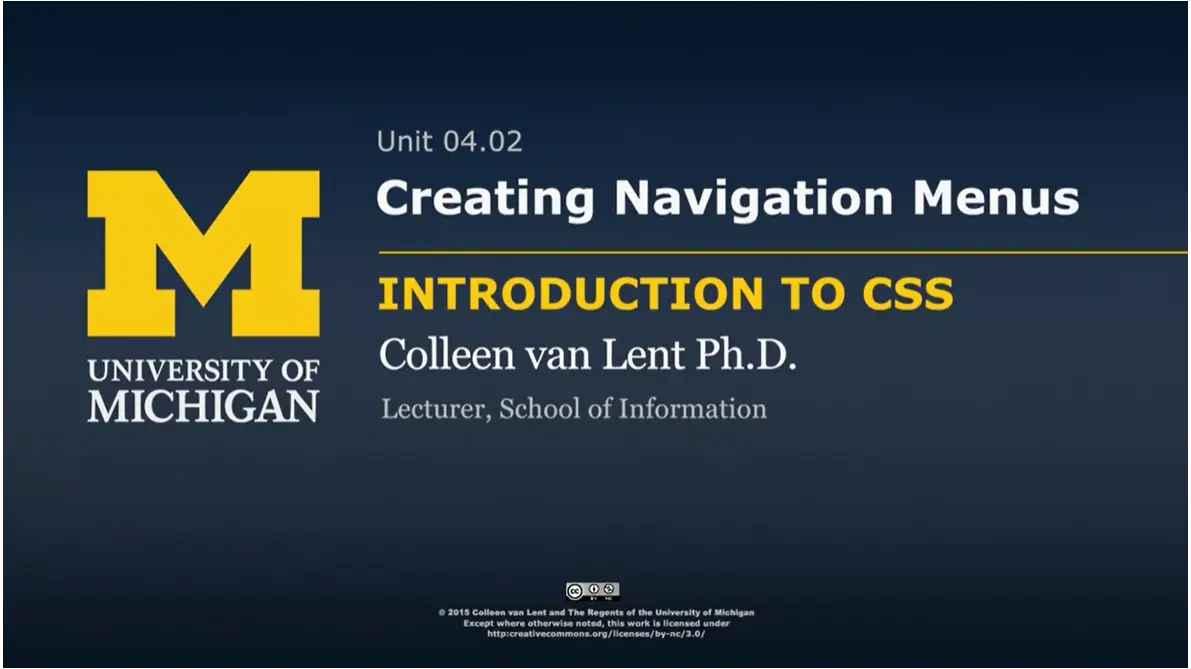 Unit 04.02
Creating Navigation Menus
INTRODUCTION TO CSS
Colleen van Lent Ph.D.
Lecturer, School of Information
M
UNIVERSITY OF
MICHIGAN
cc
BY NC
© 2015 Colleen van Lent and The Regents of the University of Michigan
Except where otherwise noted, this work is licensed under
http:creativecommons.org/licenses/by-nc/3.0/